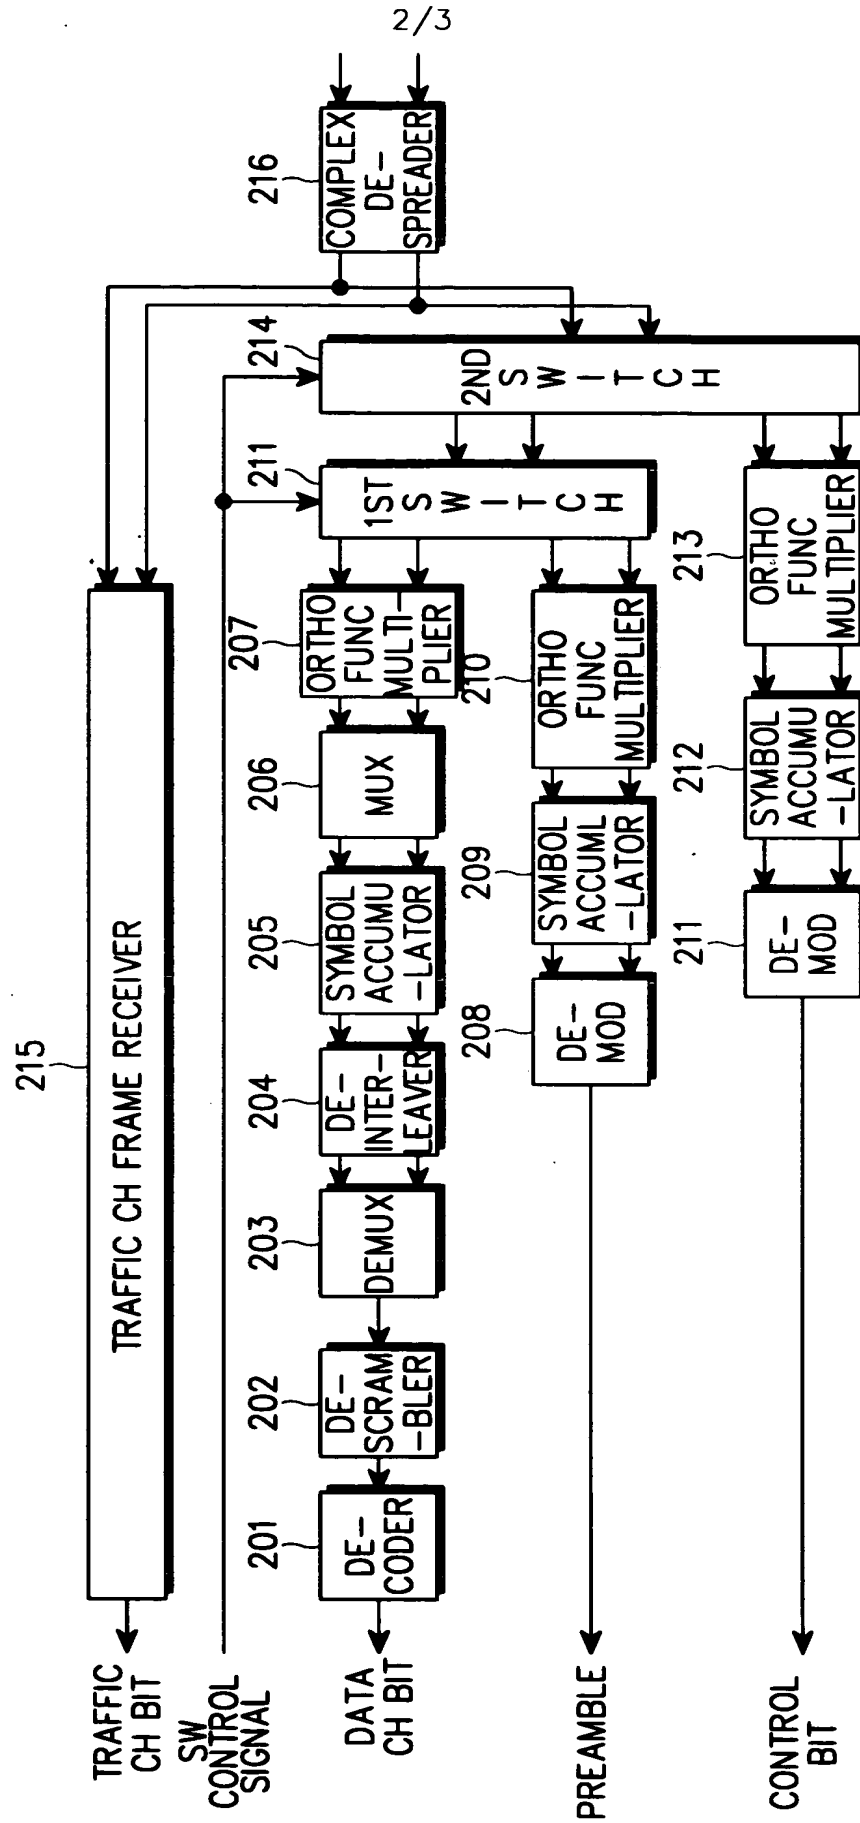 2/3
216
COMPLEX
DE-
SPREADER
214
2ND
S
W
I
T
C
H
211
1ST
S
W
I
T
C
H
215
TRAFFIC CH FRAME RECEIVER
207
ORTHO
FUNC
MULTI-
PLIER
206
MUX
205
SYMBOL
ACCUMU
-LATOR
204
DE-
INTER-
LEAVER
203
DEMUX
202
DE-
SCRAM
-BLER
201
DE-
CODER
210
ORTHO
FUNC
MULTIPLIER
209
SYMBOL
ACCUML
-LATOR
208
DE-
MOD
213
ORTHO
FUNC
MULTIPLIER
212
SYMBOL
ACCUMU
-LATOR
211
DE-
MOD
TRAFFIC
CH BIT
SW
CONTROL
SIGNAL
DATA
CH BIT
PREAMBLE
CONTROL
BIT